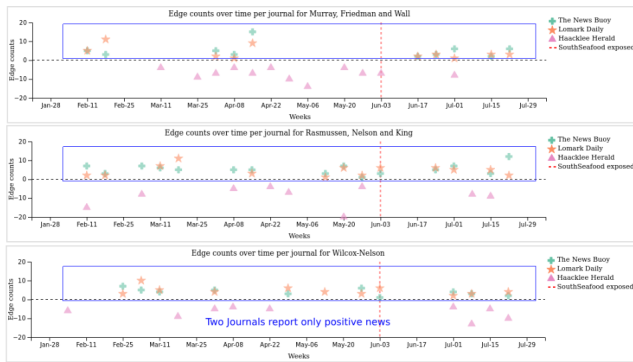 Edge counts over time per journal for Murray, Friedman and Wall
Edge counts
20
10
0
−10
−20
Jan-28 Feb-11 Feb-25 Mar-11 Mar-25 Apr-08 Apr-22 May-06 May-20 Jun-03 Jun-17 Jul-01 Jul-15 Jul-29
Weeks
The News Buoy
Lomark Daily
Haacklee Herald
SouthSeafood exposed
Edge counts over time per journal for Rasmussen, Nelson and King
Edge counts
20
10
0
−10
−20
Jan-28 Feb-11 Feb-25 Mar-11 Mar-25 Apr-08 Apr-22 May-06 May-20 Jun-03 Jun-17 Jul-01 Jul-15 Jul-29
Weeks
The News Buoy
Lomark Daily
Haacklee Herald
SouthSeafood exposed
Edge counts over time per journal for Wilcox-Nelson
Edge counts
20
10
0
−10
−20
Two Journals report only positive news
Jan-28 Feb-11 Feb-25 Mar-11 Mar-25 Apr-08 Apr-22 May-06 May-20 Jun-03 Jun-17 Jul-01 Jul-15 Jul-29
Weeks
The News Buoy
Lomark Daily
Haacklee Herald
SouthSeafood exposed